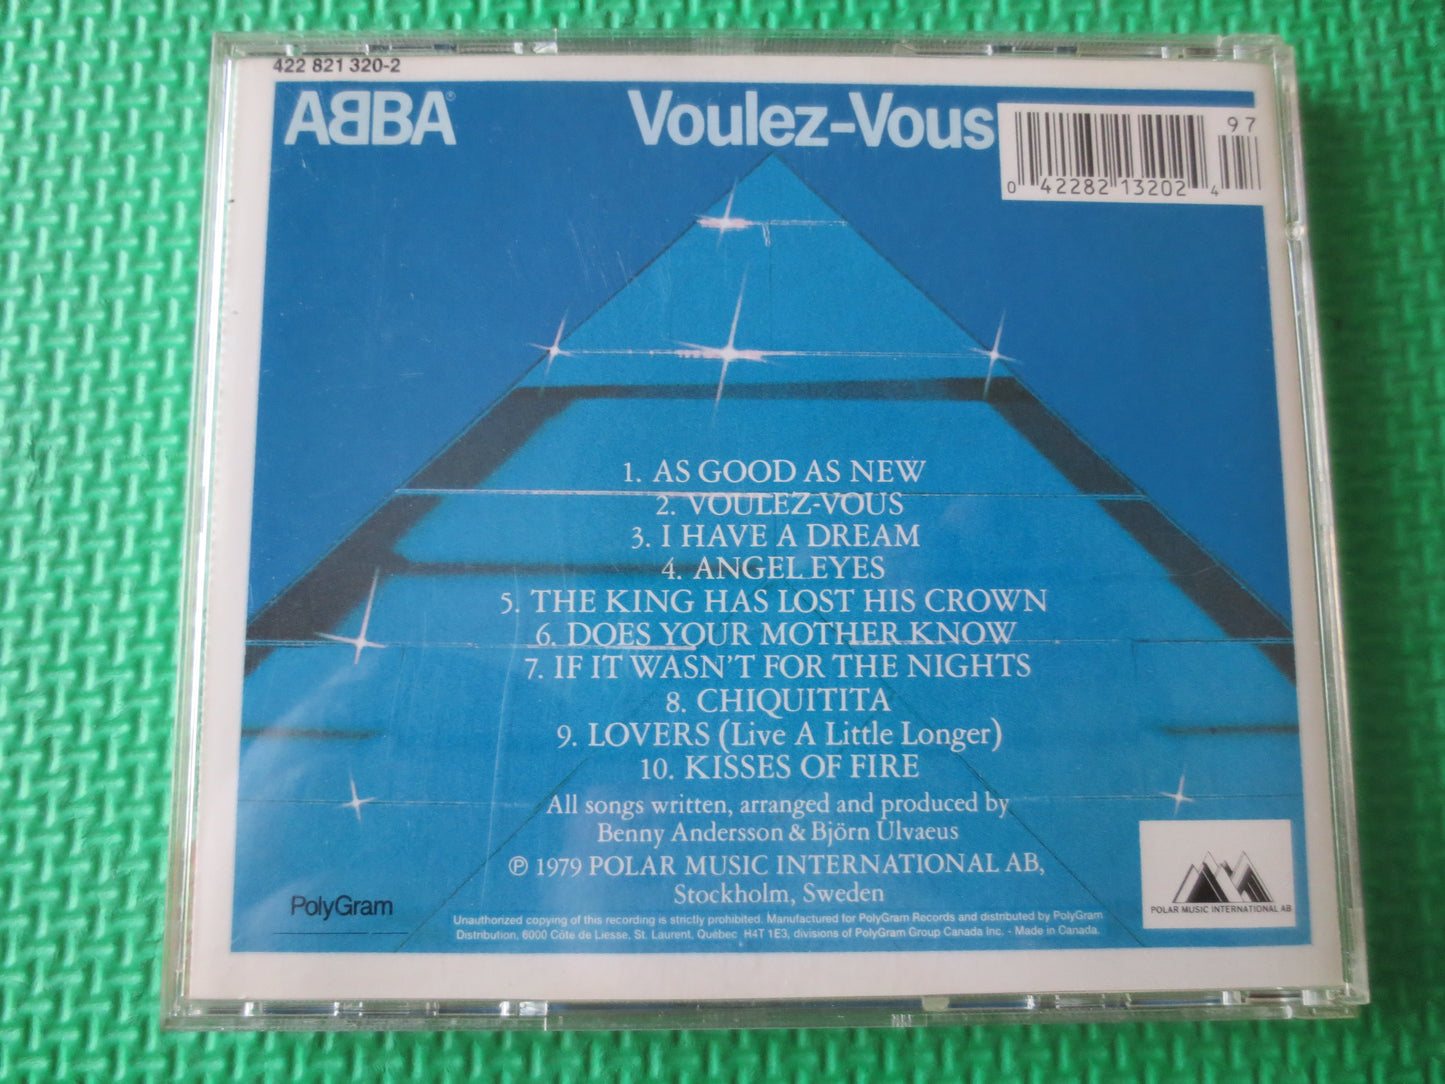 422 821 320-2
ABBA®
Voulez-Vous
97
0 42282 13202 4
1. AS GOOD AS NEW
2. VOULEZ-VOUS
3. I HAVE A DREAM
4. ANGEL EYES
5. THE KING HAS LOST HIS CROWN
6. DOES YOUR MOTHER KNOW
7. IF IT WASN'T FOR THE NIGHTS
8. CHIQUITITA
9. LOVERS (Live A Little Longer)
10. KISSES OF FIRE
All songs written, arranged and produced by
Benny Andersson & Björn Ulvaeus
℗ 1979 POLAR MUSIC INTERNATIONAL AB,
Stockholm, Sweden
PolyGram
POLAR MUSIC INTERNATIONAL AB
Unauthorized copying of this recording is strictly prohibited. Manufactured for PolyGram Records and distributed by PolyGram
Distribution, 6000 Côte de Liesse, St. Laurent, Québec H4T 1E3, divisions of PolyGram Group Canada Inc. - Made in Canada.